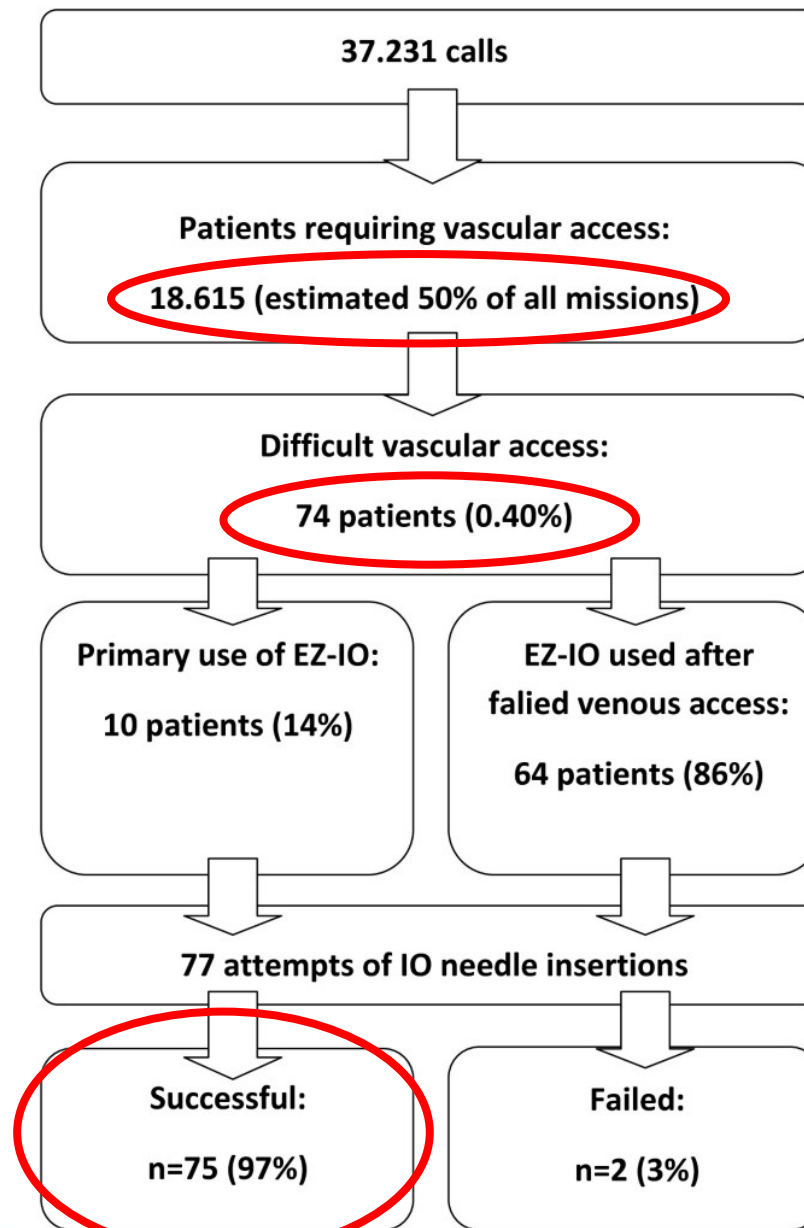 37.231 calls
Patients requiring vascular access:
18.615 (estimated 50% of all missions)
Difficult vascular access:
74 patients (0.40%)
Primary use of EZ-IO:
10 patients (14%)
EZ-IO used after
falied venous access:
64 patients (86%)
77 attempts of IO needle insertions
Successful:
n=75 (97%)
Failed:
n=2 (3%)